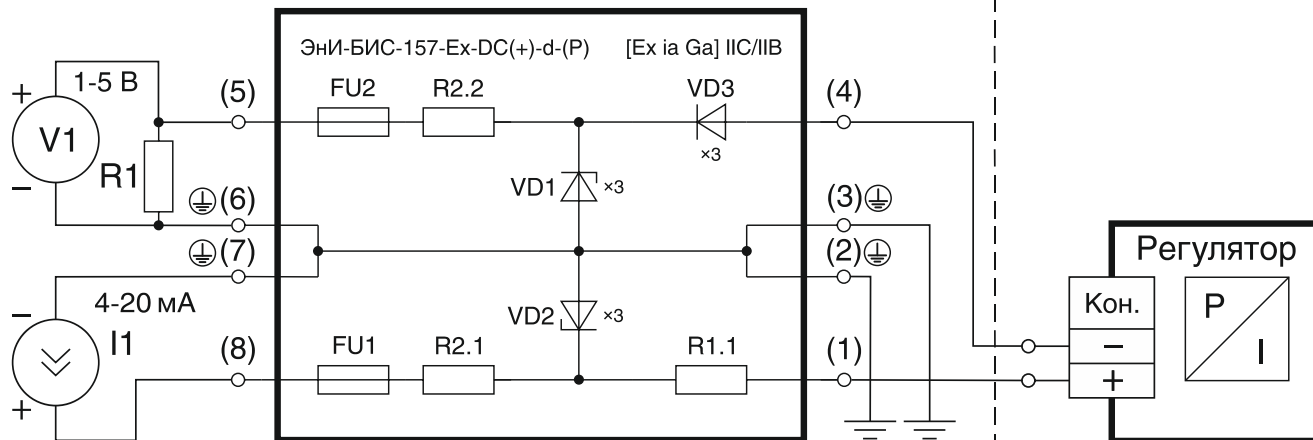 ЭнИ-БИС-157-Ex-DC(+)-d-(P) [Ex ia Ga] IIC/IIB
1-5 В
+
V1
−
R1
(5)
FU2
R2.2
VD3
×3
(4)
VD1
×3
(6)
(3)
(7)
(2)
Регулятор
Кон.
−
+
P
I
4-20 мА
−
I1
+
VD2
×3
(8)
FU1
R2.1
R1.1
(1)